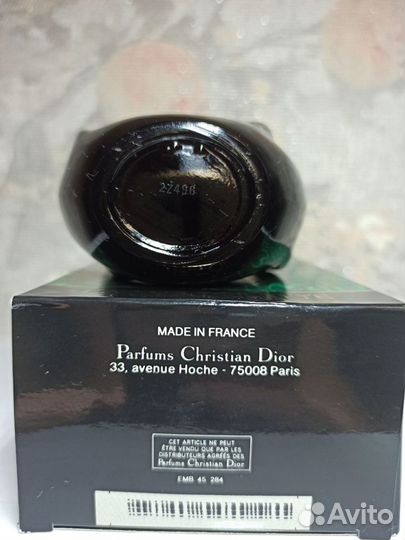 22496
MADE IN FRANCE
Parfums Christian Dior
33, avenue Hoche - 75008 Paris
CET ARTICLE NE PEUT
ÊTRE VENDU QUE PAR LES
DISTRIBUTEURS AGRÉÉS DES
Parfums Christian Dior
EMB 45 284
Avito